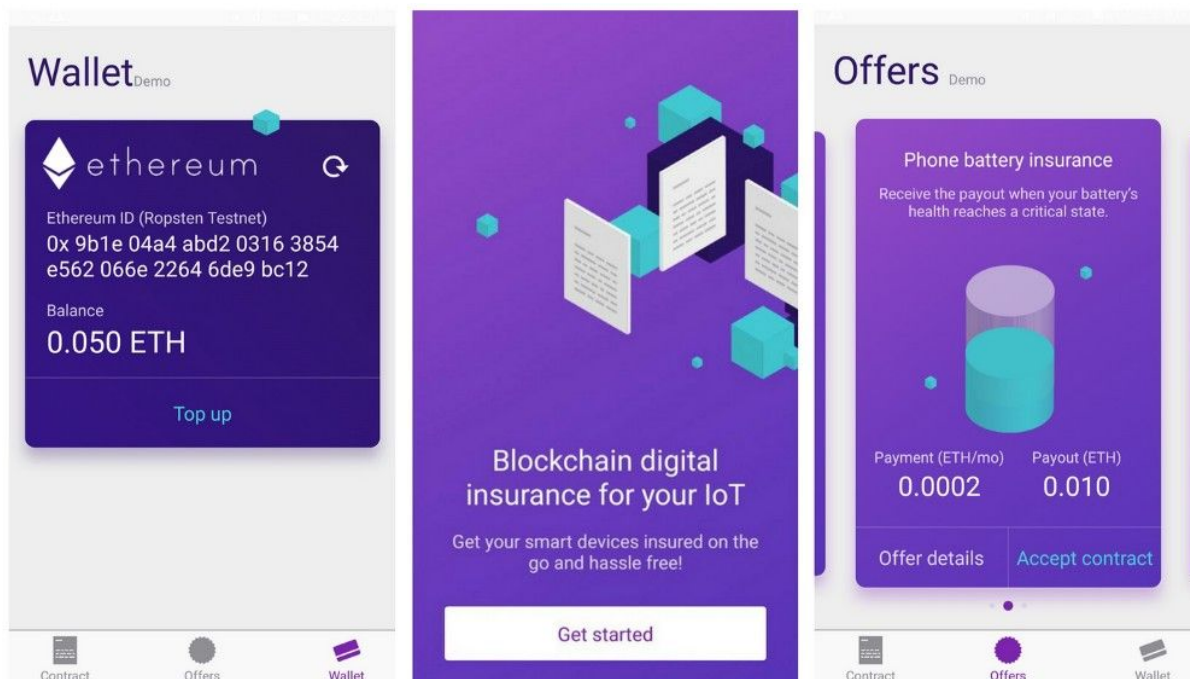 Wallet Demo
ethereum
Ethereum ID (Ropsten Testnet)
0x 9b1e 04a4 abd2 0316 3854
e562 066e 2264 6de9 bc12
Balance
0.050 ETH
Top up
Contract
Offers
Wallet
Blockchain digital
insurance for your IoT
Get your smart devices insured on the
go and hassle free!
Get started
Offers Demo
Phone battery insurance
Receive the payout when your battery's
health reaches a critical state.
Payment (ETH/mo)
0.0002
Payout (ETH)
0.010
Offer details
Accept contract
Contract
Offers
Wallet